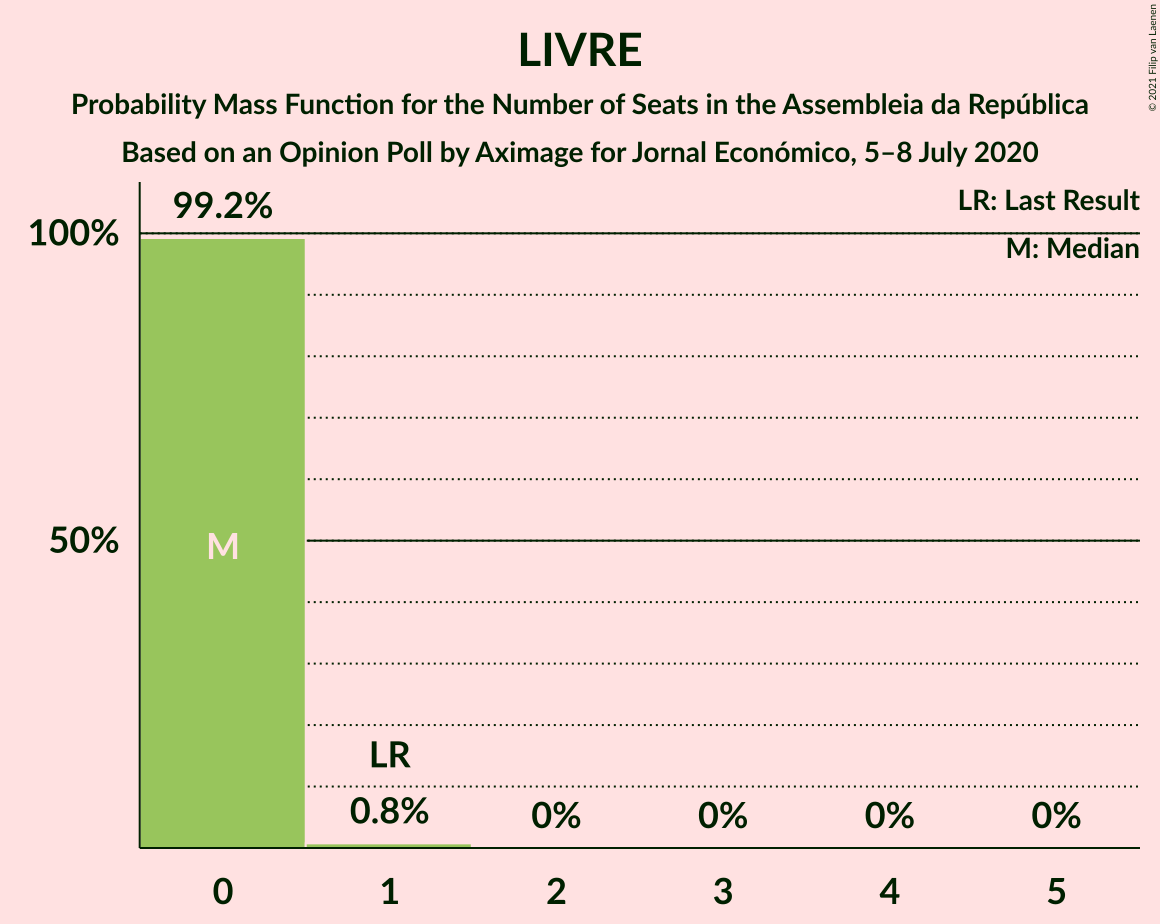 LIVRE
Probability Mass Function for the Number of Seats in the Assembleia da República
Based on an Opinion Poll by Aximage for Jornal Económico, 5–8 July 2020
© 2021 Filip van Laenen
LR: Last Result
M: Median
99.2%
100%
50%
M
LR
0.8%
0%
0%
0%
0%
0
1
2
3
4
5